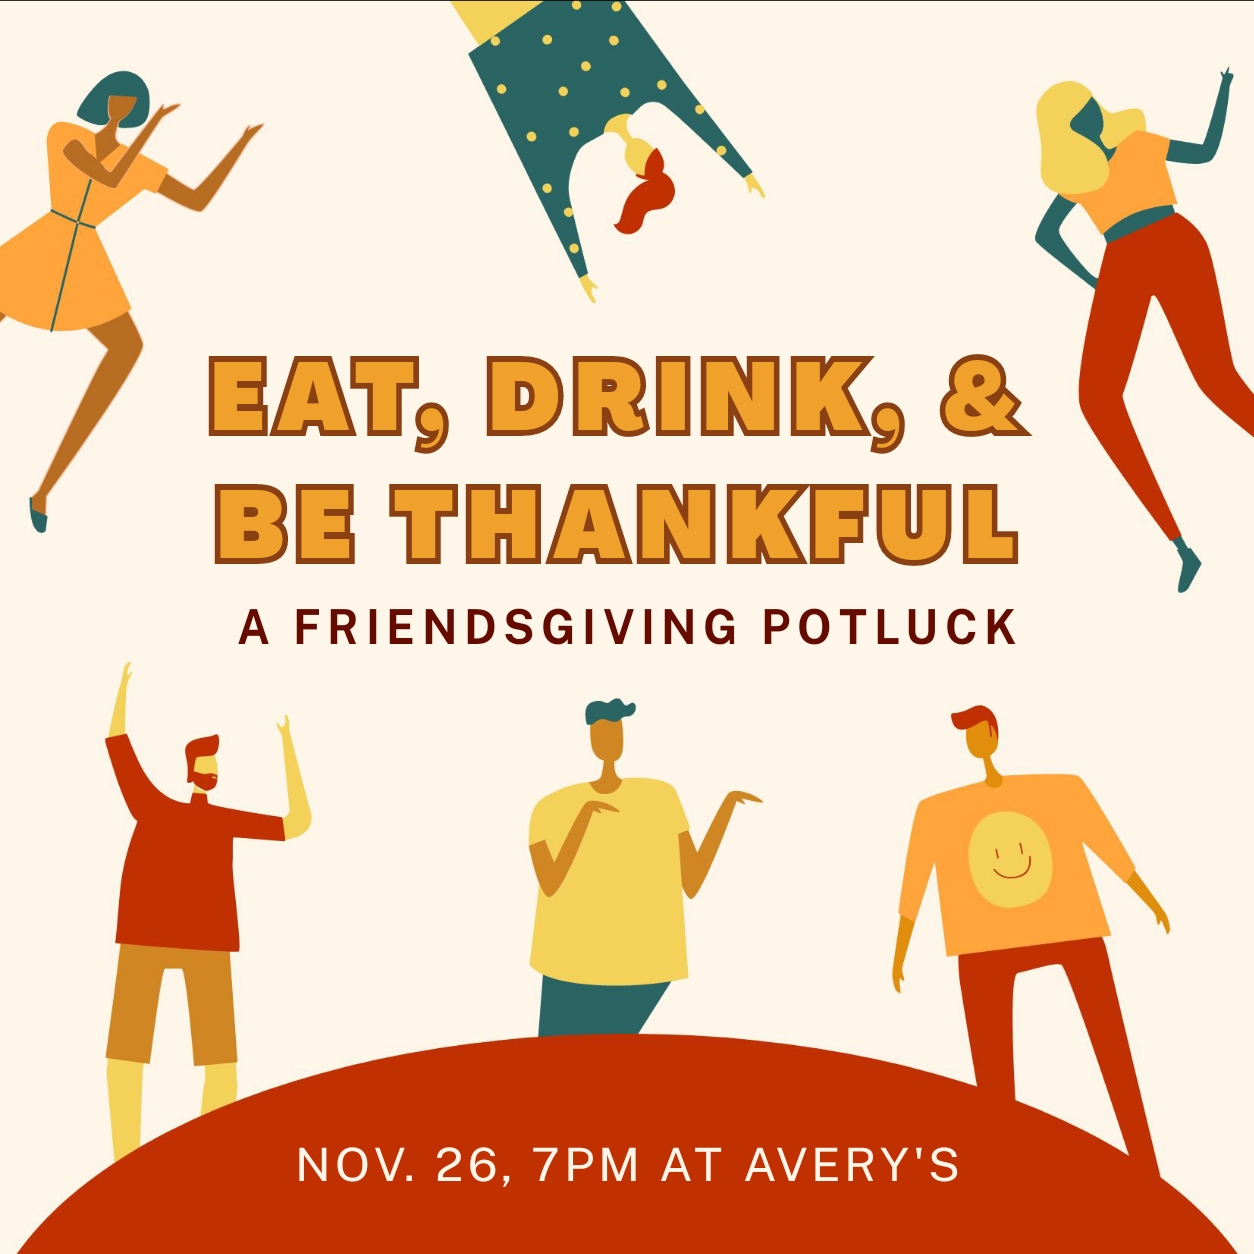 EAT, DRINK, &
BE THANKFUL
A FRIENDSGIVING POTLUCK
NOV. 26, 7PM AT AVERY'S